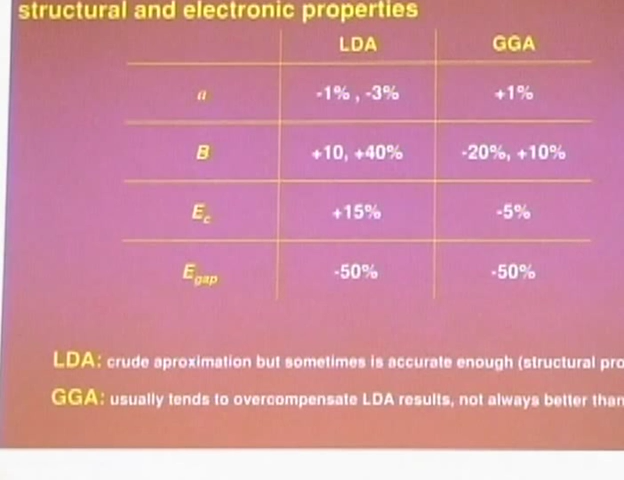 structural and electronic properties
LDA GGA
a -1% , -3% +1%
B +10, +40% -20%, +10%
Ec +15% -5%
Egap -50% -50%
LDA: crude aproximation but sometimes is accurate enough (structural pro
GGA: usually tends to overcompensate LDA results, not always better than